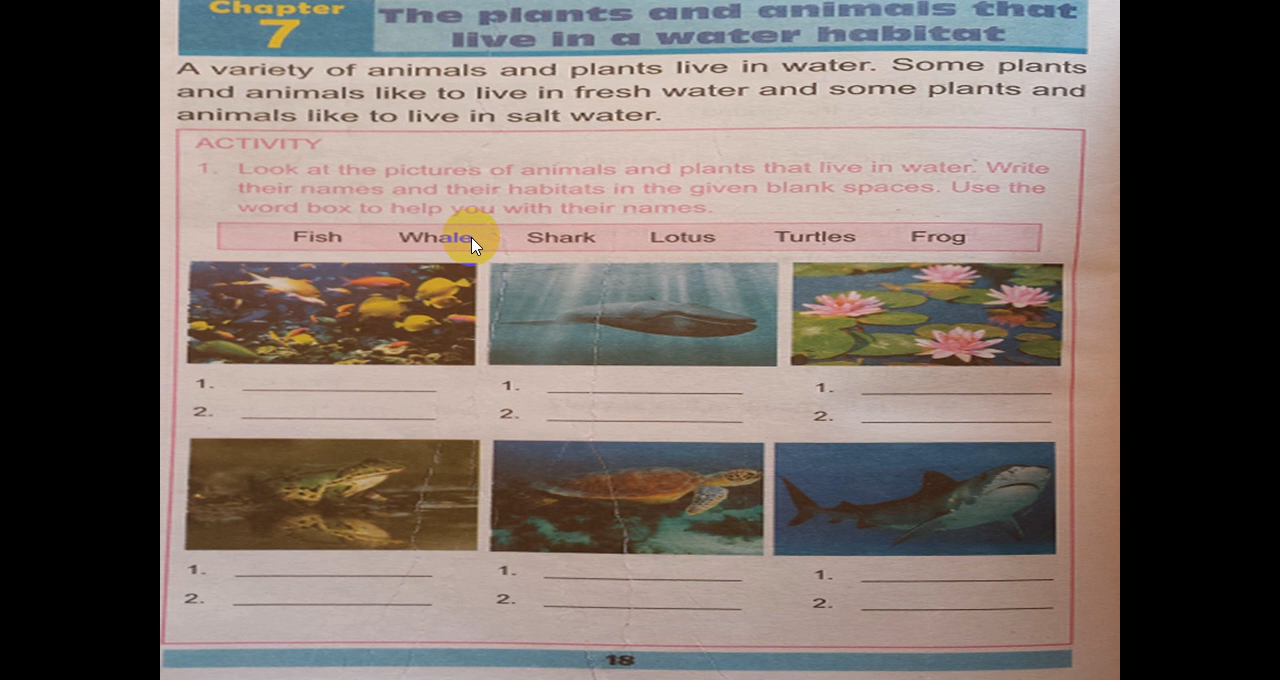 Chapter
7
The plants and animals that
live in a water habitat
A variety of animals and plants live in water. Some plants
and animals like to live in fresh water and some plants and
animals like to live in salt water.
ACTIVITY
1. Look at the pictures of animals and plants that live in water. Write
their names and their habitats in the given blank spaces. Use the
word box to help you with their names.
Fish Whale Shark Lotus Turtles Frog
1. 1. 1.
2. 2. 2.
1. 1. 1.
2. 2. 2.
18